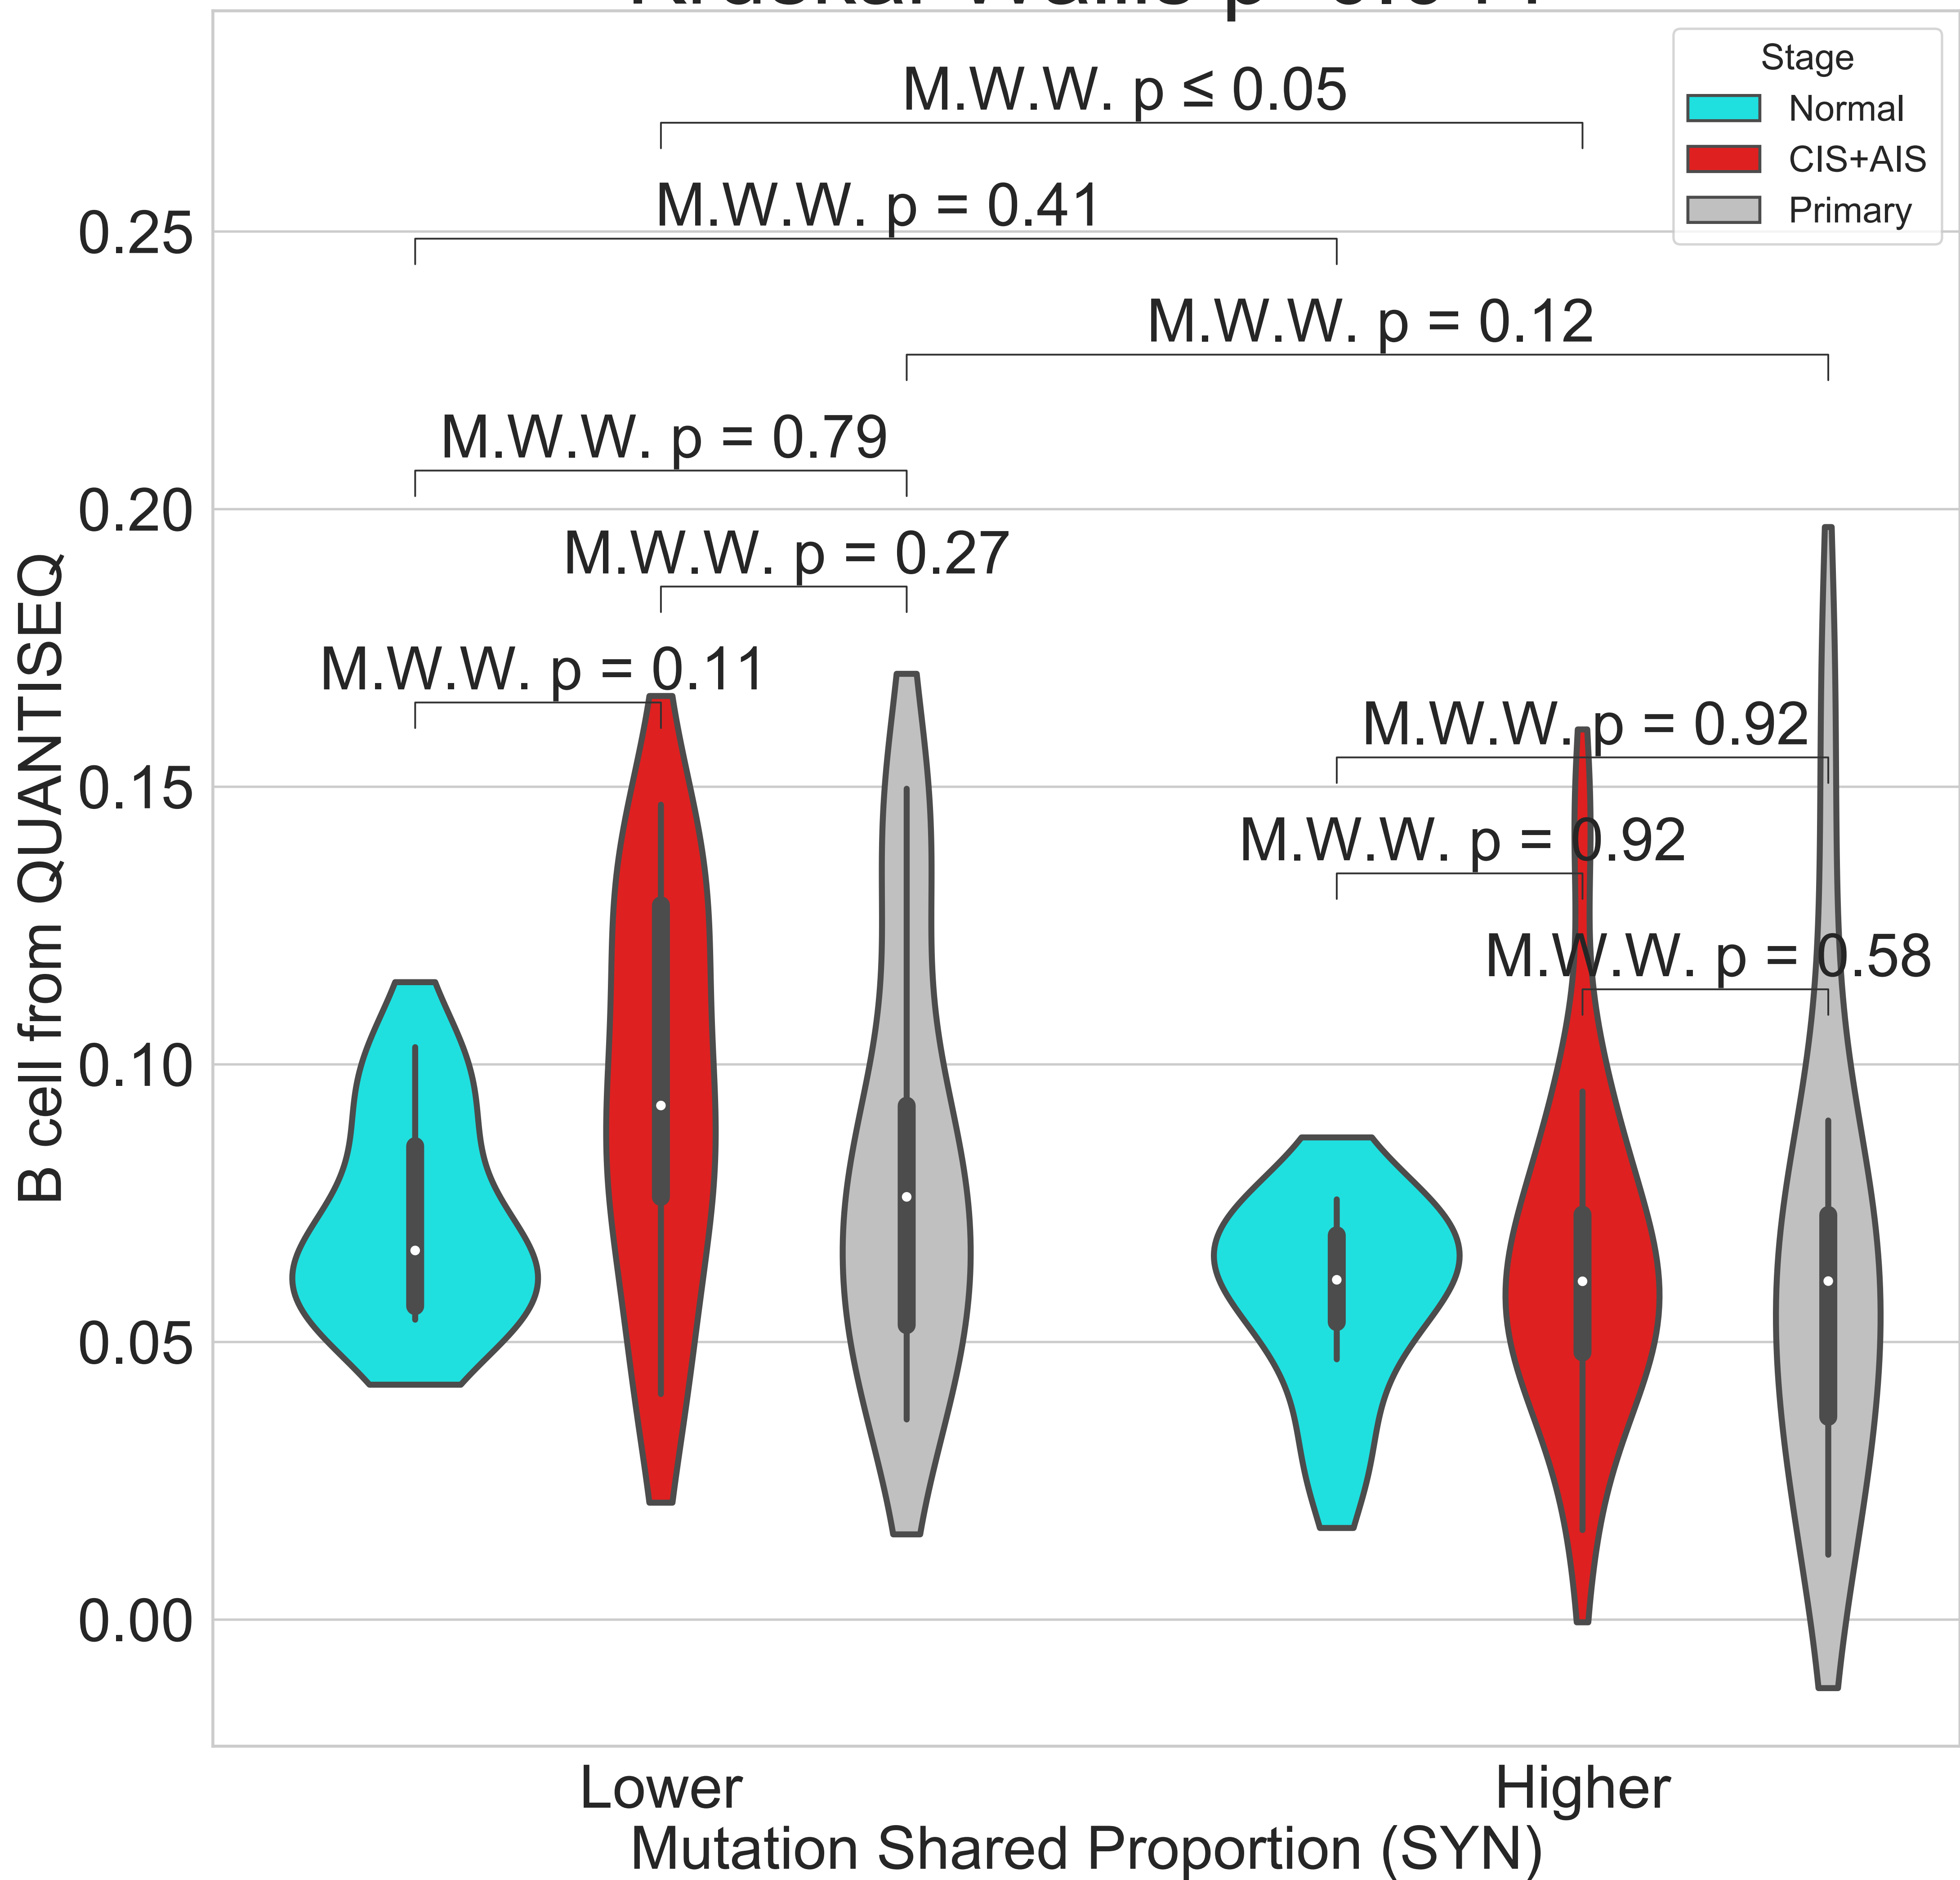 M.W.W. p ≤ 0.05
M.W.W. p = 0.41
M.W.W. p = 0.12
M.W.W. p = 0.79
M.W.W. p = 0.27
M.W.W. p = 0.11
M.W.W. p = 0.92
M.W.W. p = 0.92
M.W.W. p = 0.58
Stage
Normal
CIS+AIS
Primary
B cell from QUANTISEQ
0.25
0.20
0.15
0.10
0.05
0.00
Lower
Higher
Mutation Shared Proportion (SYN)